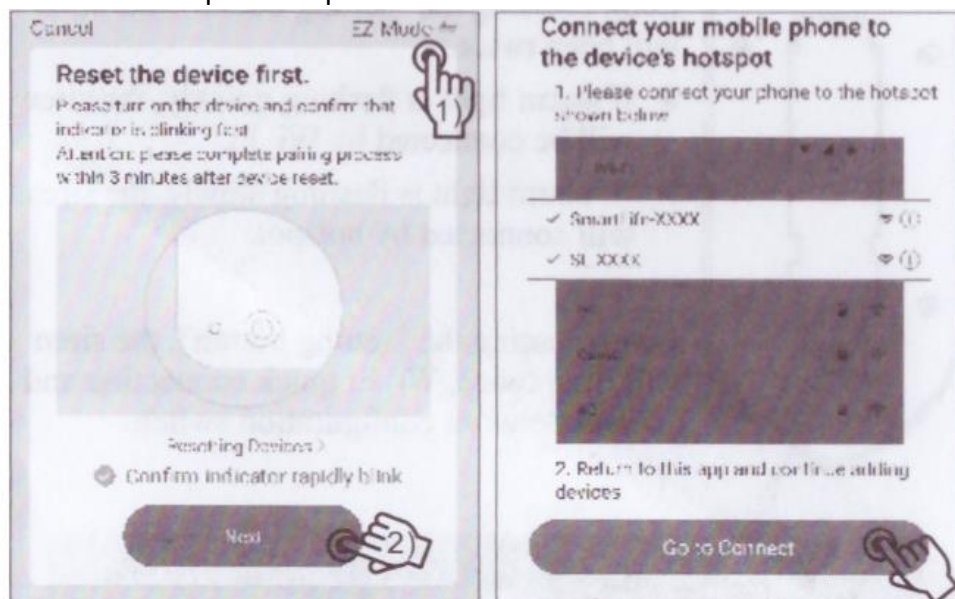 Cancel
EZ Mode
Reset the device first.
Please turn on the device and confirm that
indicator is blinking fast
Attention: please complete pairing process
within 3 minutes after device reset.
Resetting Devices >
Confirm indicator rapidly blink
Next
1)
2)
Connect your mobile phone to
the device's hotspot
1. Please connect your phone to the hotspot
shown below
Wi-Fi
SmartLife-XXXX
SL-XXXX
2. Return to this app and continue adding
devices
Go to Connect